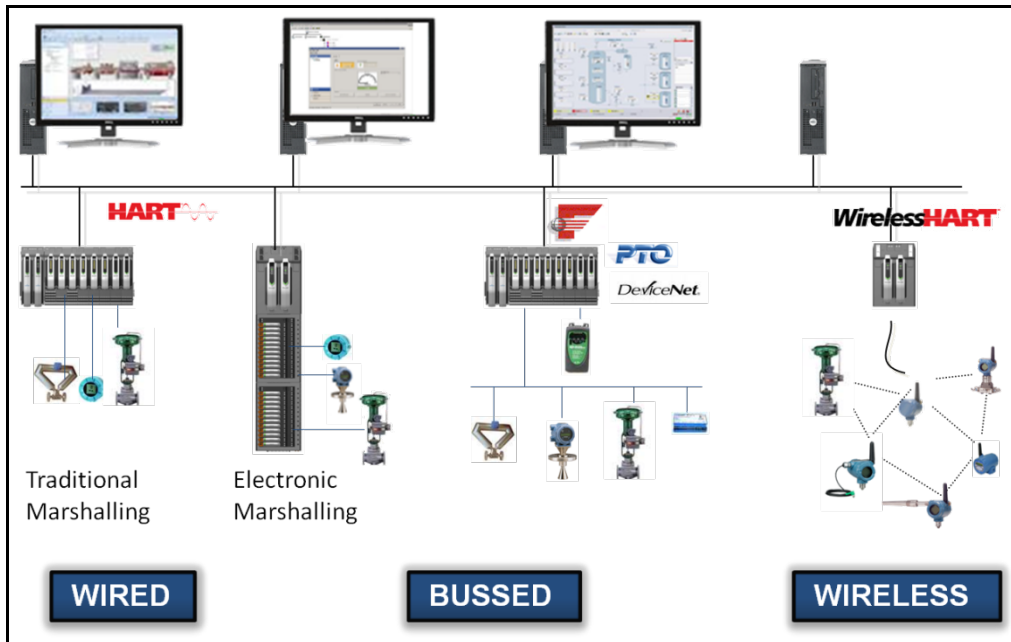 HART
WirelessHART
PTO
DeviceNet.
Traditional
Marshalling
Electronic
Marshalling
WIRED
BUSSED
WIRELESS